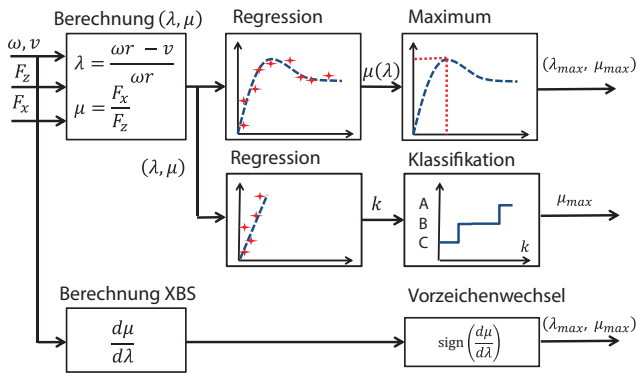 Berechnung (λ, μ)
Regression
Maximum
ω, v
F_z
F_x
λ = (ωr − v)/(ωr)
μ = F_x/F_z
μ(λ)
(λ_max, μ_max)
(λ, μ)
Regression
Klassifikation
k
A
B
C
k
μ_max
Berechnung XBS
Vorzeichenwechsel
dμ/dλ
sign (dμ/dλ)
(λ_max, μ_max)